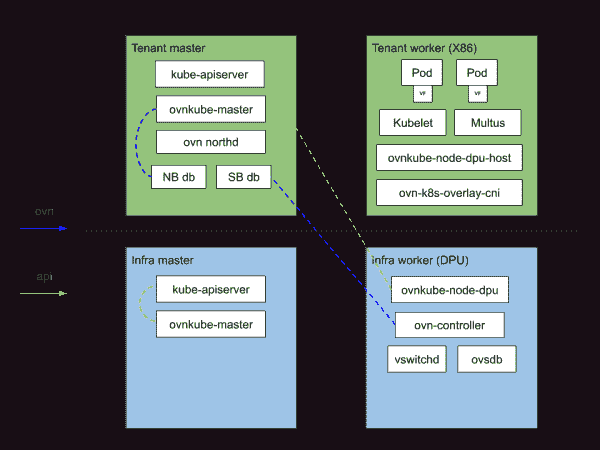 Tenant master
kube-apiserver
ovnkube-master
ovn northd
NB db
SB db
Tenant worker (X86)
Pod
Pod
VF
VF
Kubelet
Multus
ovnkube-node-dpu-host
ovn-k8s-overlay-cni
ovn
api
Infra master
kube-apiserver
ovnkube-master
infra worker (DPU)
ovnkube-node-dpu
ovn-controller
vswitchd
ovsdb